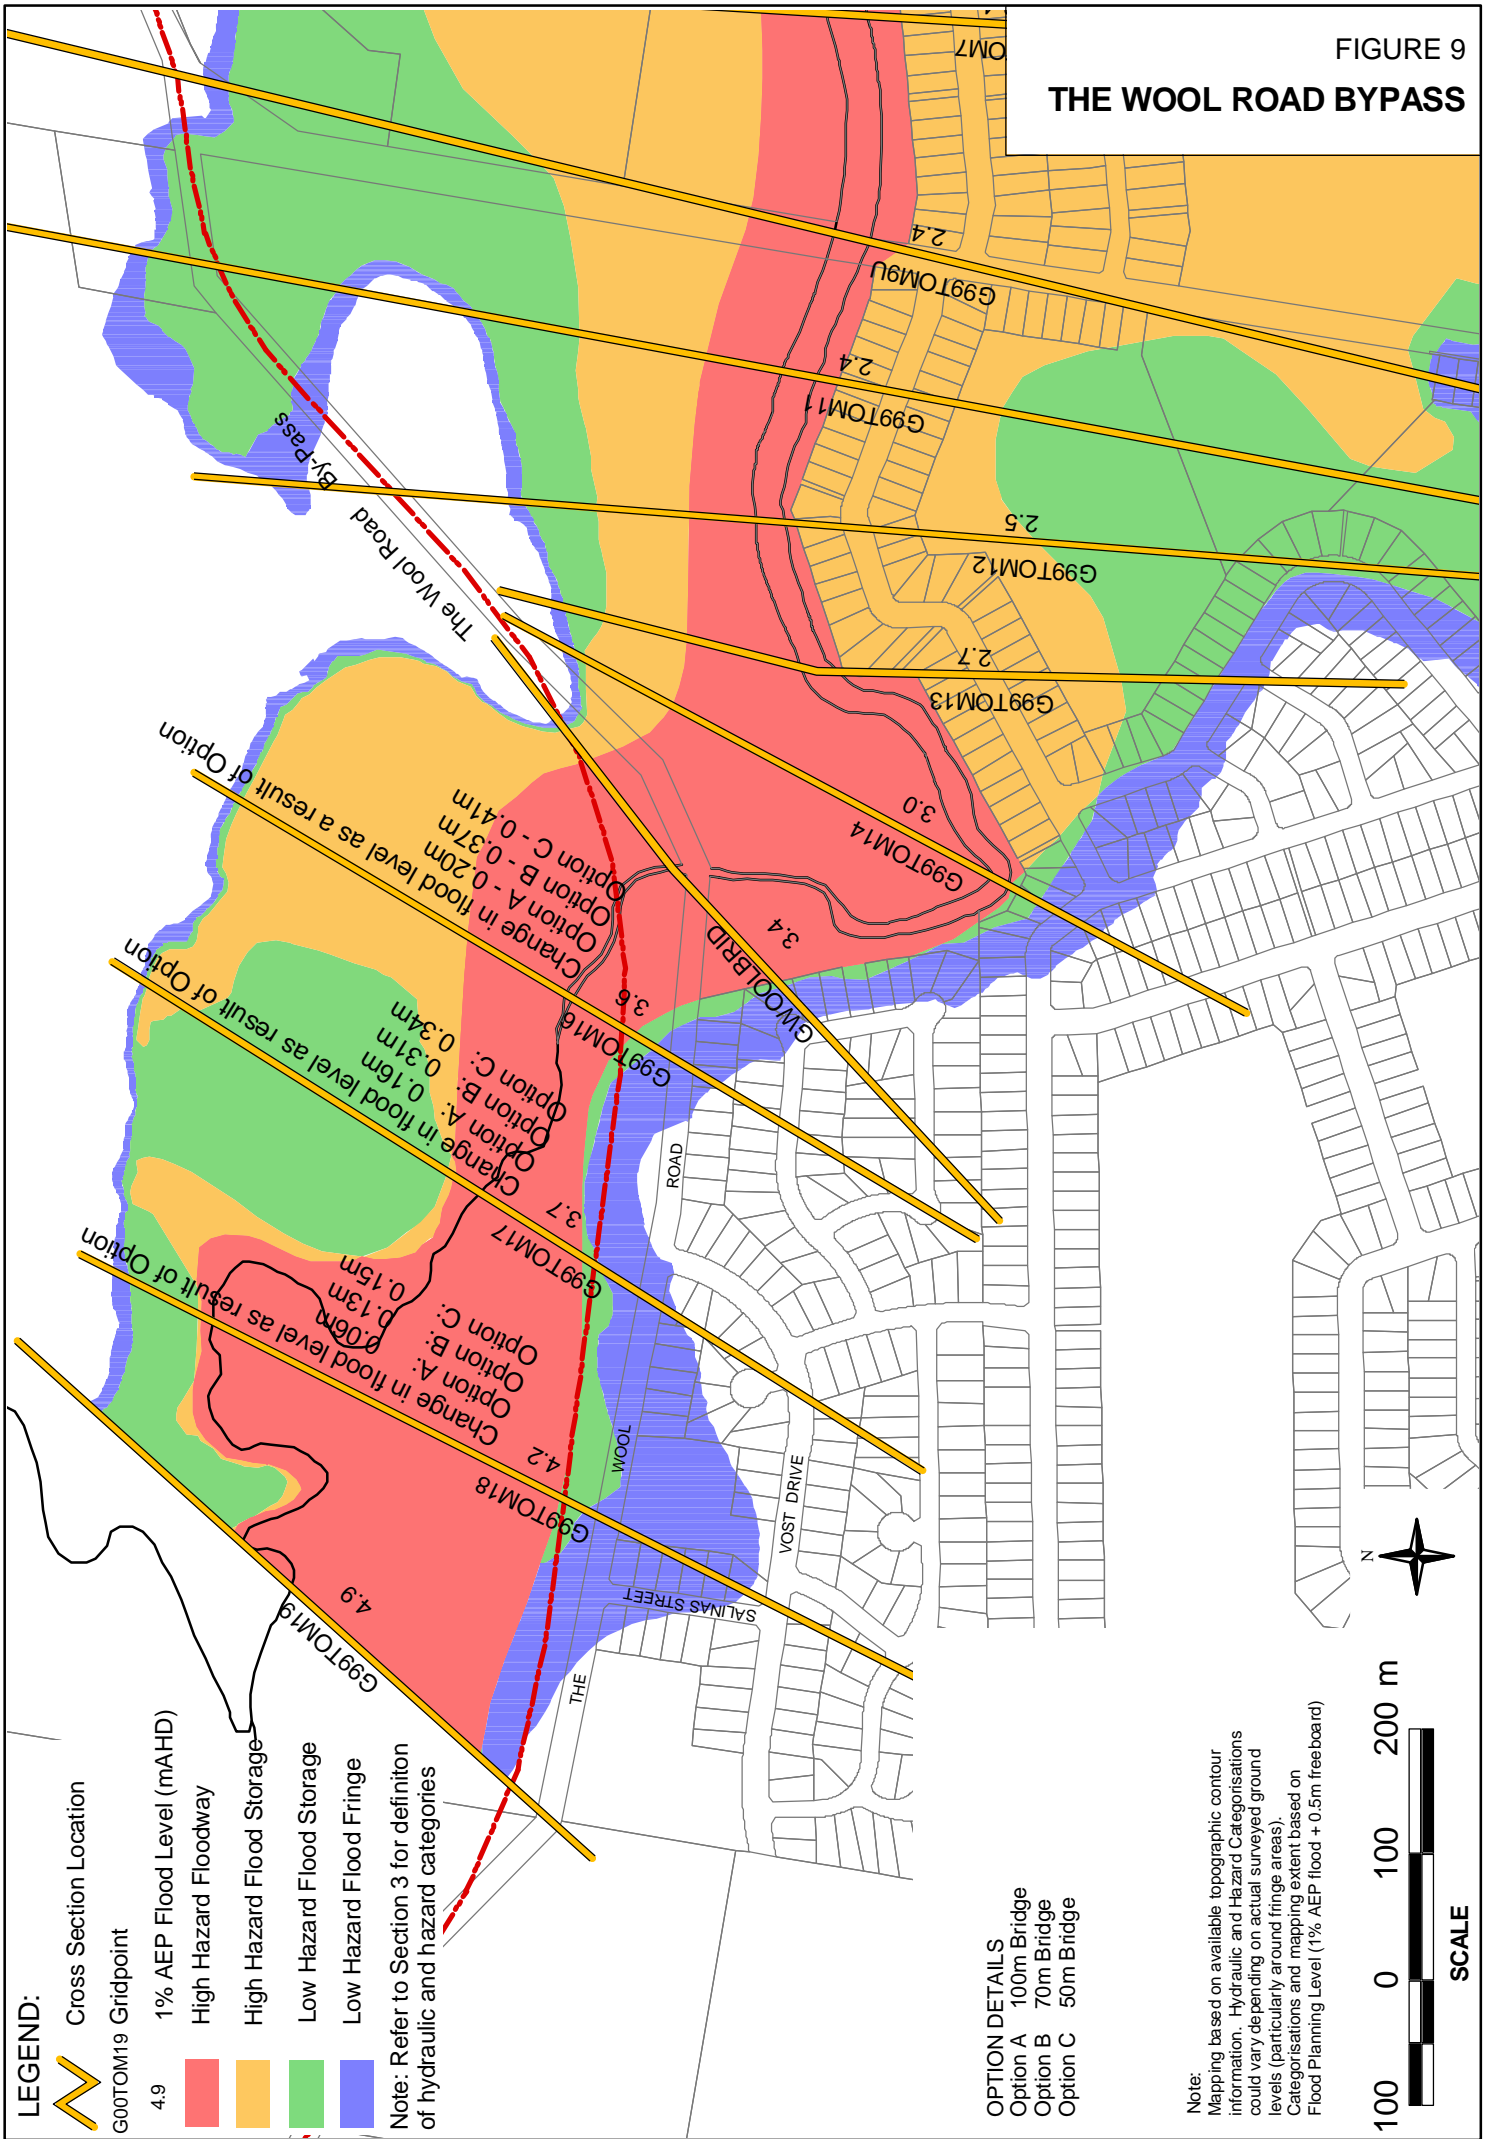 FIGURE 9
THE WOOL ROAD BYPASS
LEGEND:
Cross Section Location
G00TOM19 Gridpoint
4.9 1% AEP Flood Level (mAHD)
High Hazard Floodway
High Hazard Flood Storage
Low Hazard Flood Storage
Low Hazard Flood Fringe
Note: Refer to Section 3 for definiton
of hydraulic and hazard categories
G99TOM19
4.9
G99TOM18
4.2
Change in flood level as result of Option
Option A: 0.06m
Option B: 0.13m
Option C: 0.15m
G99TOM17
3.7
Change in flood level as result of Option
Option A: 0.16m
Option B: 0.31m
Option C: 0.34m
G99TOM16
3.6
Change in flood level as a result of Option
Option A - 0.20m
Option B - 0.37m
Option C - 0.41m
GWOOLBRID
3.4
G99TOM14
3.0
G99TOM13
2.7
G99TOM12
2.5
G99TOM11
2.4
G99TOM9U
2.4
The Wool Road By-Pass
THE WOOL ROAD
SALINAS STREET
VOST DRIVE
N
OPTION DETAILS
Option A 100m Bridge
Option B 70m Bridge
Option C 50m Bridge
Note:
Mapping based on available topographic contour
information. Hydraulic and Hazard Categorisations
could vary depending on actual surveyed ground
levels (particularly around fringe areas).
Categorisations and mapping extent based on
Flood Planning Level (1% AEP flood + 0.5m freeboard)
100 0 100 200 m
SCALE